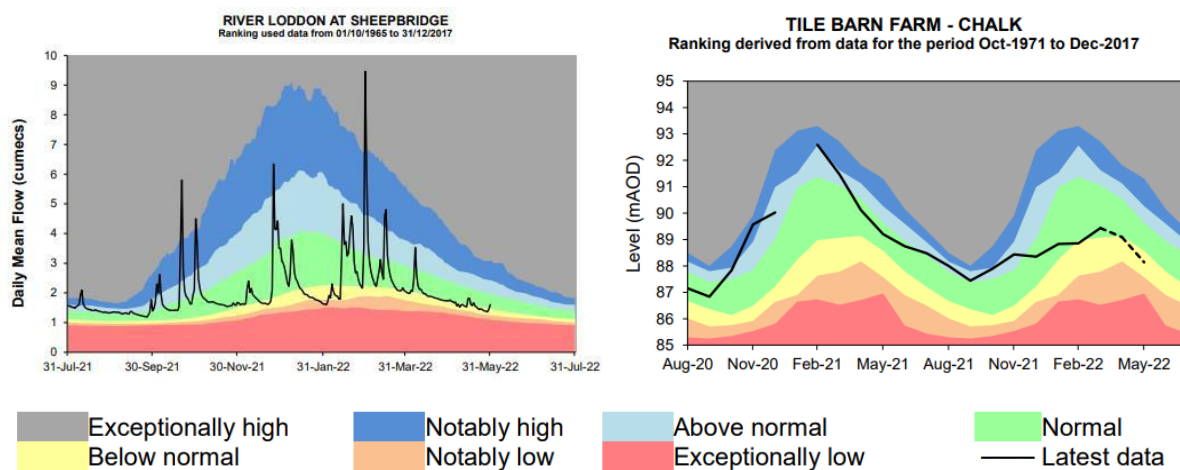 RIVER LODDON AT SHEEPBRIDGE
Ranking used data from 01/10/1965 to 31/12/2017
Daily Mean Flow (cumecs)
10
9
8
7
6
5
4
3
2
1
0
31-Jul-21 30-Sep-21 30-Nov-21 31-Jan-22 31-Mar-22 31-May-22 31-Jul-22
TILE BARN FARM - CHALK
Ranking derived from data for the period Oct-1971 to Dec-2017
Level (mAOD)
95
94
93
92
91
90
89
88
87
86
85
Aug-20 Nov-20 Feb-21 May-21 Aug-21 Nov-21 Feb-22 May-22
Exceptionally high Notably high Above normal Normal
Below normal Notably low Exceptionally low Latest data